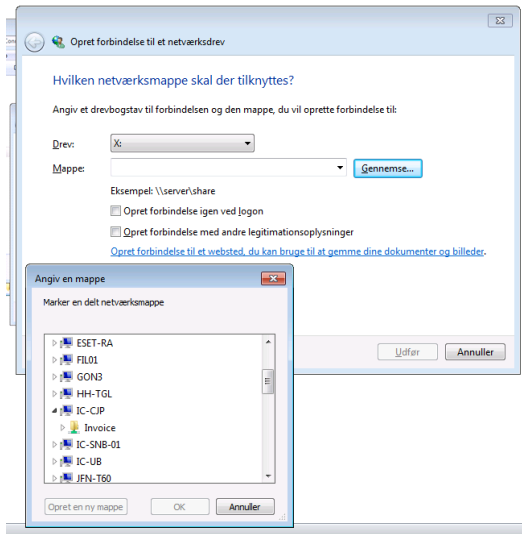 Opret forbindelse til et netværksdrev
Hvilken netværksmappe skal der tilknyttes?
Angiv et drevbogstav til forbindelsen og den mappe, du vil oprette forbindelse til:
Drev:
X:
Mappe:
Gennemse...
Eksempel: \\server\share
Opret forbindelse igen ved logon
Opret forbindelse med andre legitimationsoplysninger
Opret forbindelse til et websted, du kan bruge til at gemme dine dokumenter og billeder.
Udfør
Annuller
Angiv en mappe
Marker en delt netværksmappe
ESET-RA
FIL01
GON3
HH-TGL
IC-CJP
Invoice
IC-SNB-01
IC-UB
JFN-T60
Opret en ny mappe
OK
Annuller